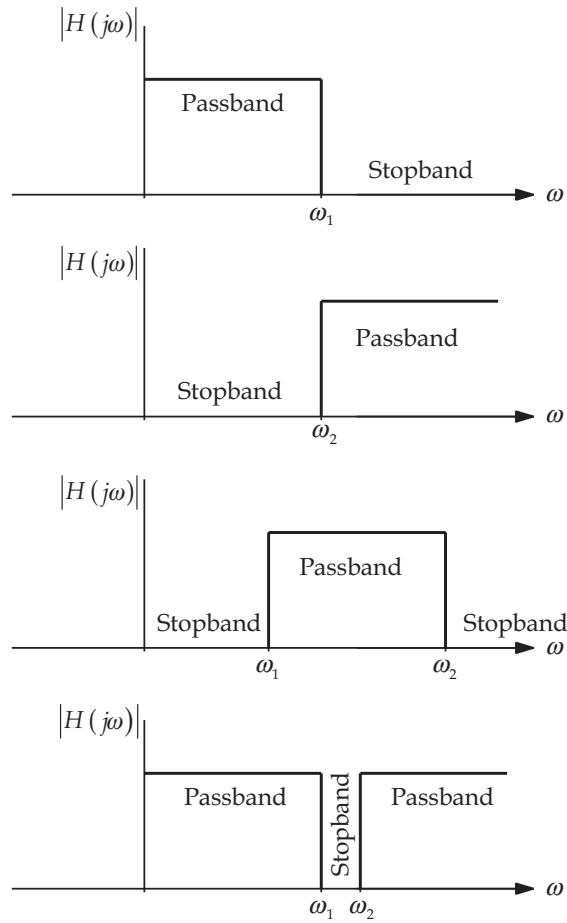 |H(jω)|
Passband
Stopband
ω
ω₁
|H(jω)|
Passband
Stopband
ω
ω₂
|H(jω)|
Passband
Stopband
Stopband
ω
ω₁
ω₂
|H(jω)|
Passband
Stopband
Passband
ω
ω₁
ω₂